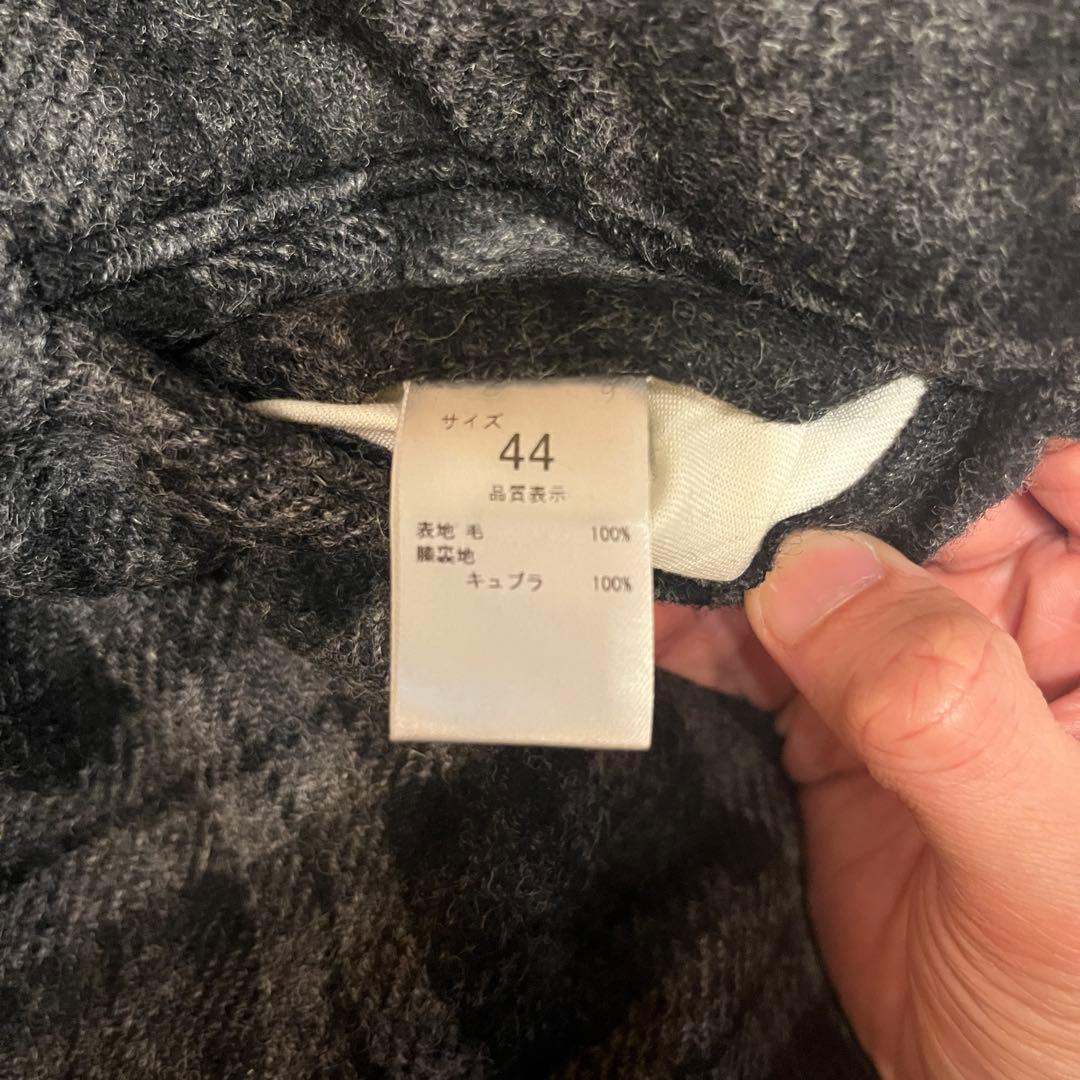 サイズ
44
品質表示
表地 毛 100%
膝裏地
キュプラ 100%